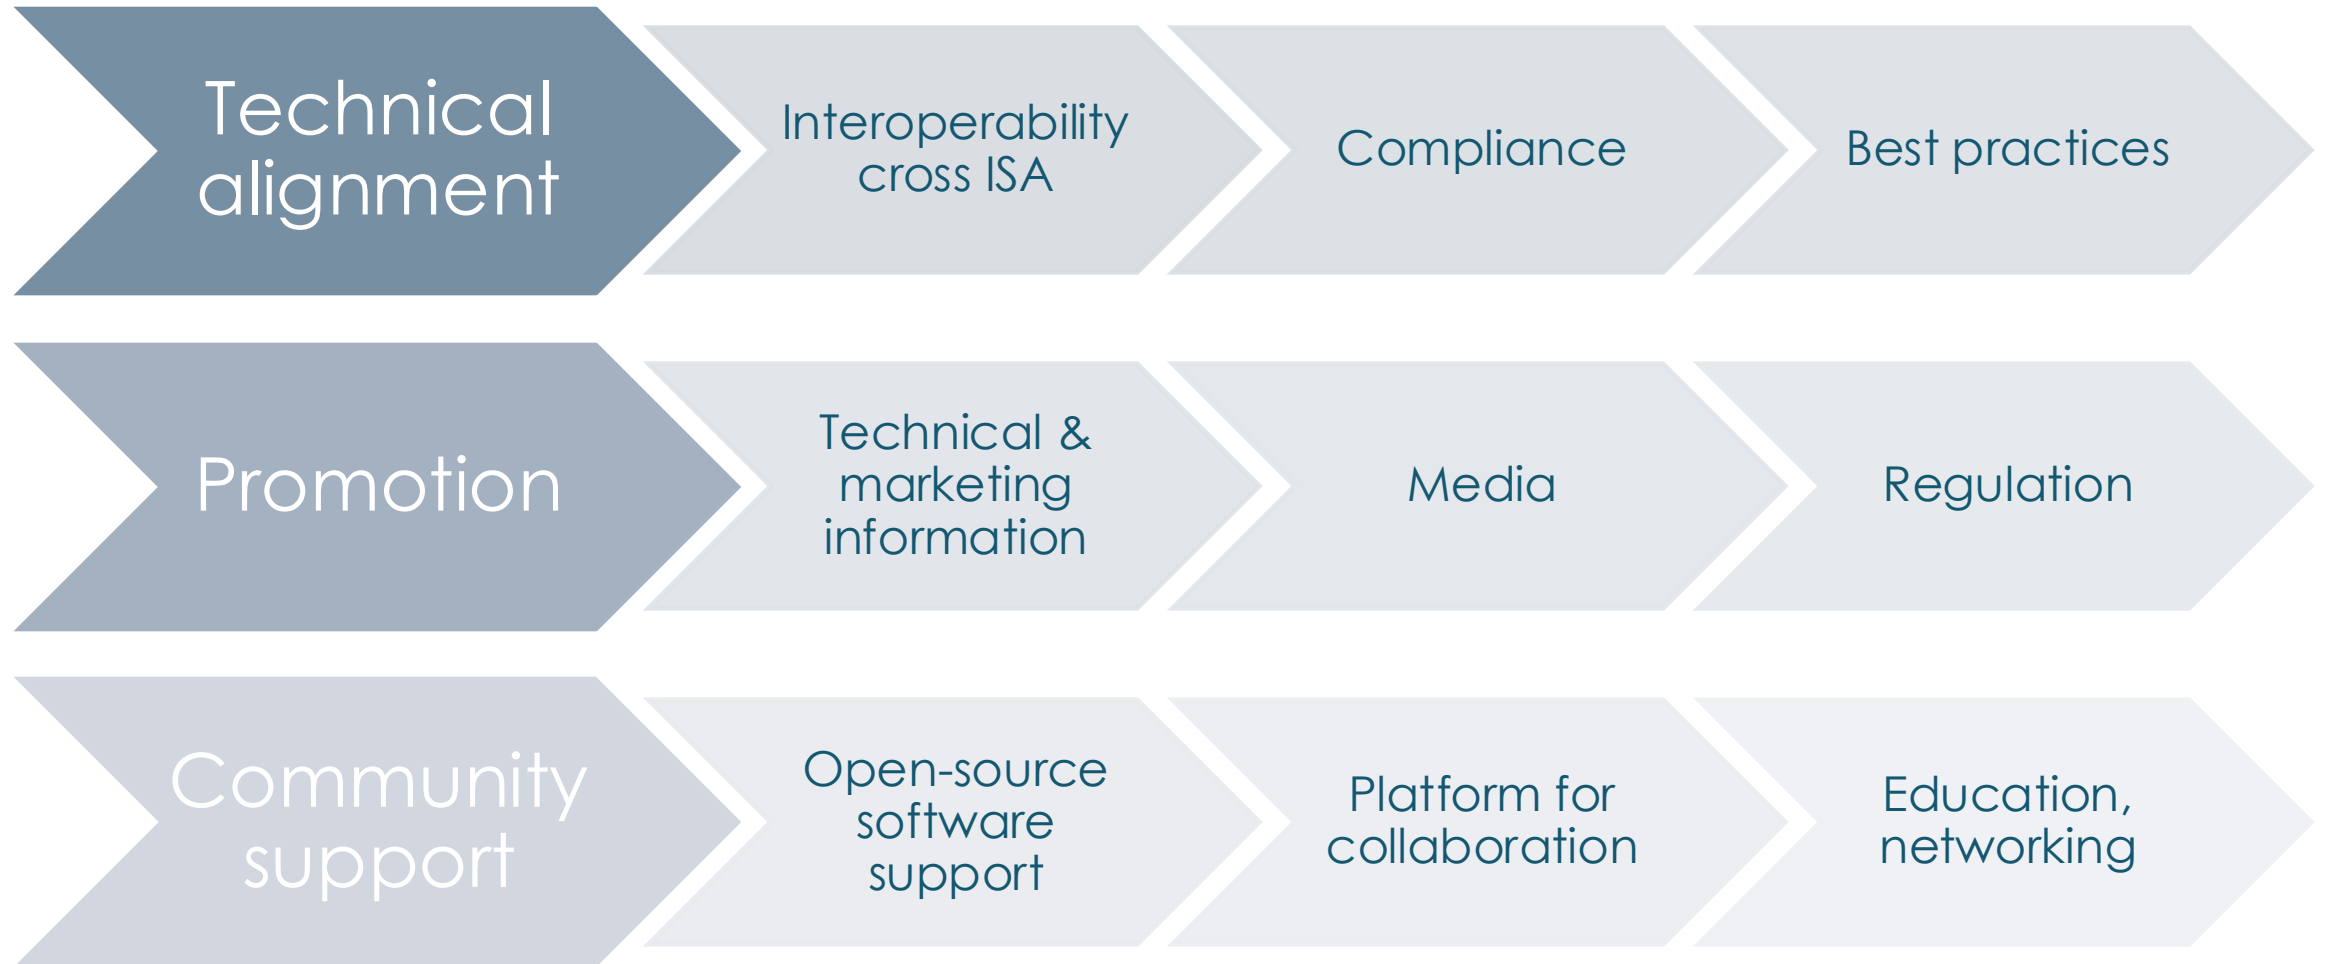 Technical
alignment
Interoperability
cross ISA
Compliance
Best practices
Promotion
Technical &
marketing
information
Media
Regulation
Community
support
Open-source
software
support
Platform for
collaboration
Education,
networking